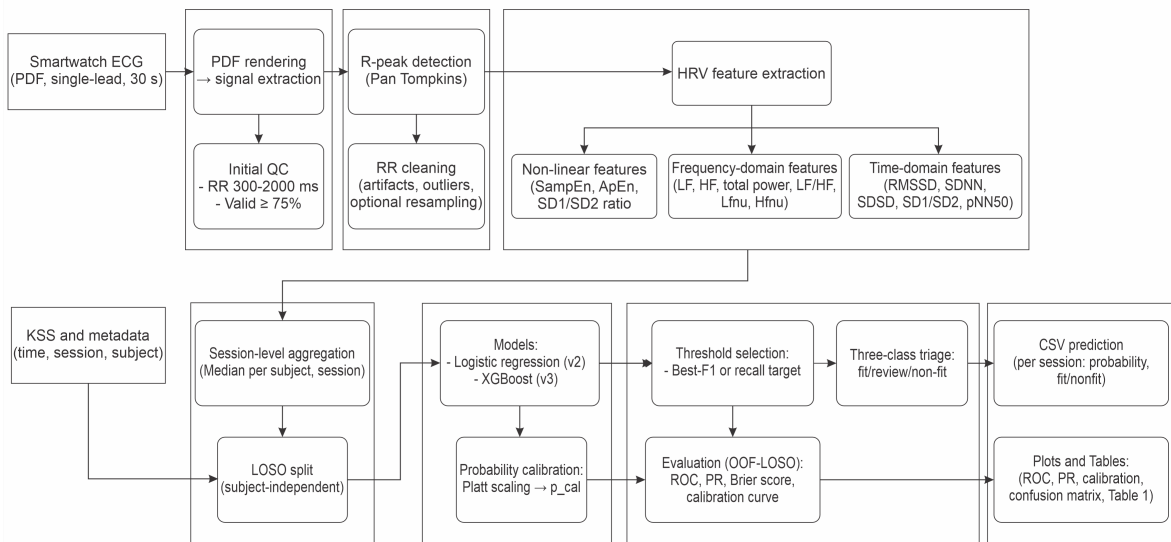 Smartwatch ECG
(PDF, single-lead, 30 s)
PDF rendering
→ signal extraction
R-peak detection
(Pan Tompkins)
HRV feature extraction
Initial QC
- RR 300-2000 ms
- Valid ≥ 75%
RR cleaning
(artifacts, outliers,
optional resampling)
Non-linear features
(SampEn, ApEn,
SD1/SD2 ratio
Frequency-domain features
(LF, HF, total power, LF/HF,
Lfnu, Hfnu)
Time-domain features
(RMSSD, SDNN,
SDSD, SD1/SD2, pNN50)
KSS and metadata
(time, session, subject)
Session-level aggregation
(Median per subject, session)
Models:
- Logistic regression (v2)
- XGBoost (v3)
Threshold selection:
- Best-F1 or recall target
Three-class triage:
fit/review/non-fit
CSV prediction
(per session: probability,
fit/nonfit)
LOSO split
(subject-independent)
Probability calibration:
Platt scaling → p_cal
Evaluation (OOF-LOSO):
ROC, PR, Brier score,
calibration curve
Plots and Tables:
(ROC, PR, calibration,
confusion matrix, Table 1)